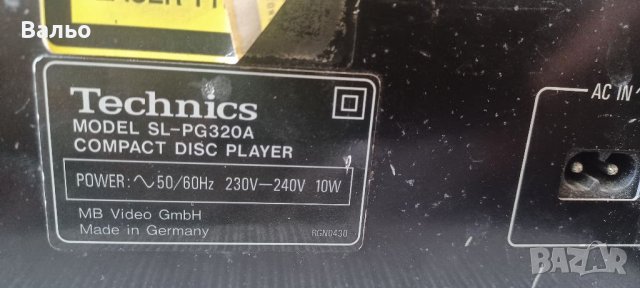 Вальо
Technics
MODEL SL-PG320A
COMPACT DISC PLAYER
POWER: ∿50/60Hz 230V—240V 10W
MB Video GmbH
Made in Germany RGN0430
AC IN
BAZAR